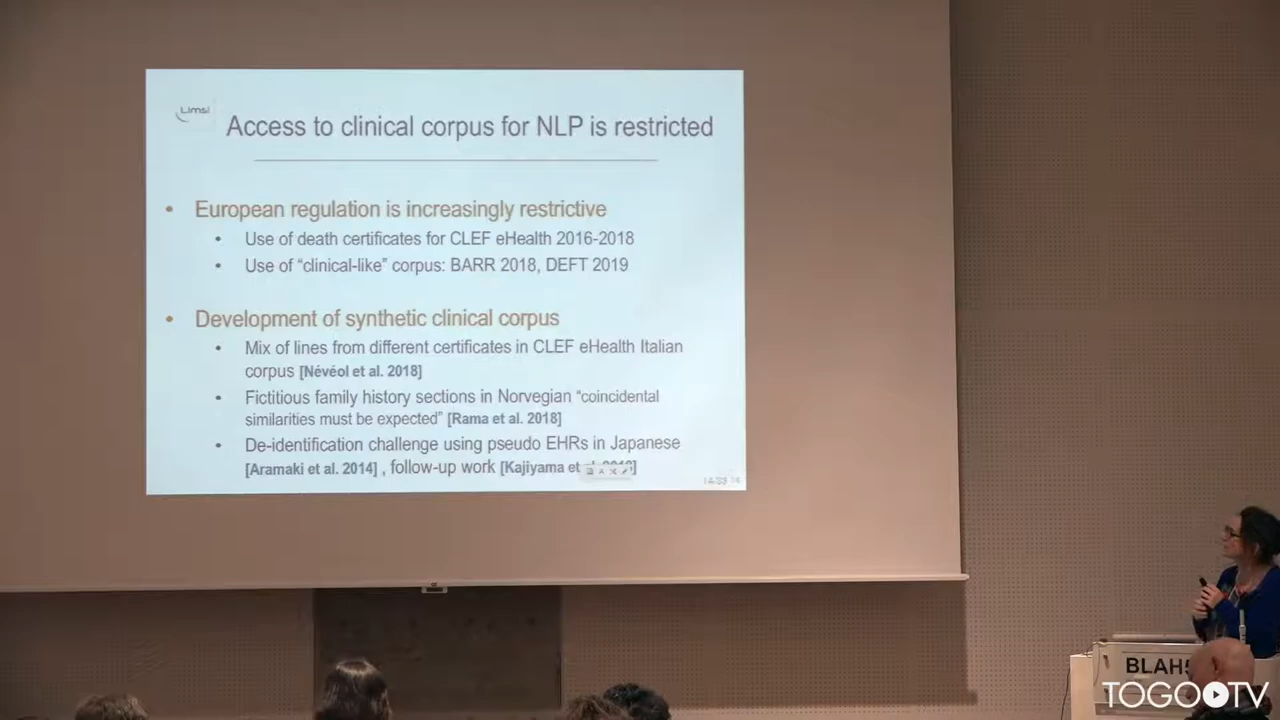 Limsi
Access to clinical corpus for NLP is restricted
• European regulation is increasingly restrictive
• Use of death certificates for CLEF eHealth 2016-2018
• Use of “clinical-like” corpus: BARR 2018, DEFT 2019
• Development of synthetic clinical corpus
• Mix of lines from different certificates in CLEF eHealth Italian
corpus [Névéol et al. 2018]
• Fictitious family history sections in Norwegian “coincidental
similarities must be expected” [Rama et al. 2018]
• De-identification challenge using pseudo EHRs in Japanese
[Aramaki et al. 2014] , follow-up work [Kajiyama et
BLAH
TOGOTV